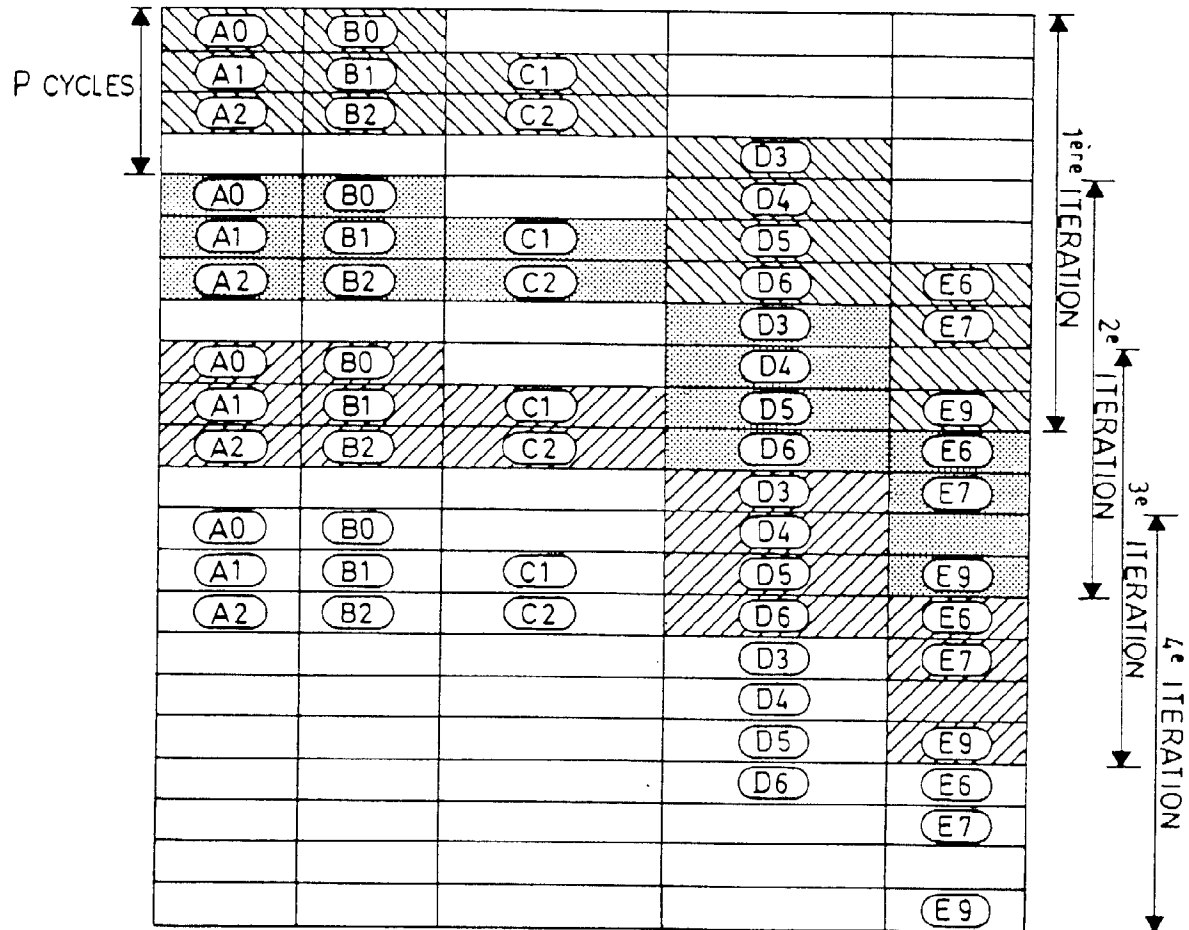 A0 B0
P CYCLES
A1 B1 C1
A2 B2 C2
D3
A0 B0 D4
A1 B1 C1 D5
A2 B2 C2 D6 E6
D3 E7
A0 B0 D4
A1 B1 C1 D5 E9
A2 B2 C2 D6 E6
D3 E7
A0 B0 D4
A1 B1 C1 D5 E9
A2 B2 C2 D6 E6
D3 E7
D4
D5 E9
D6 E6
E7
E9
1ère ITERATION
2e ITERATION
3e ITERATION
4e ITERATION